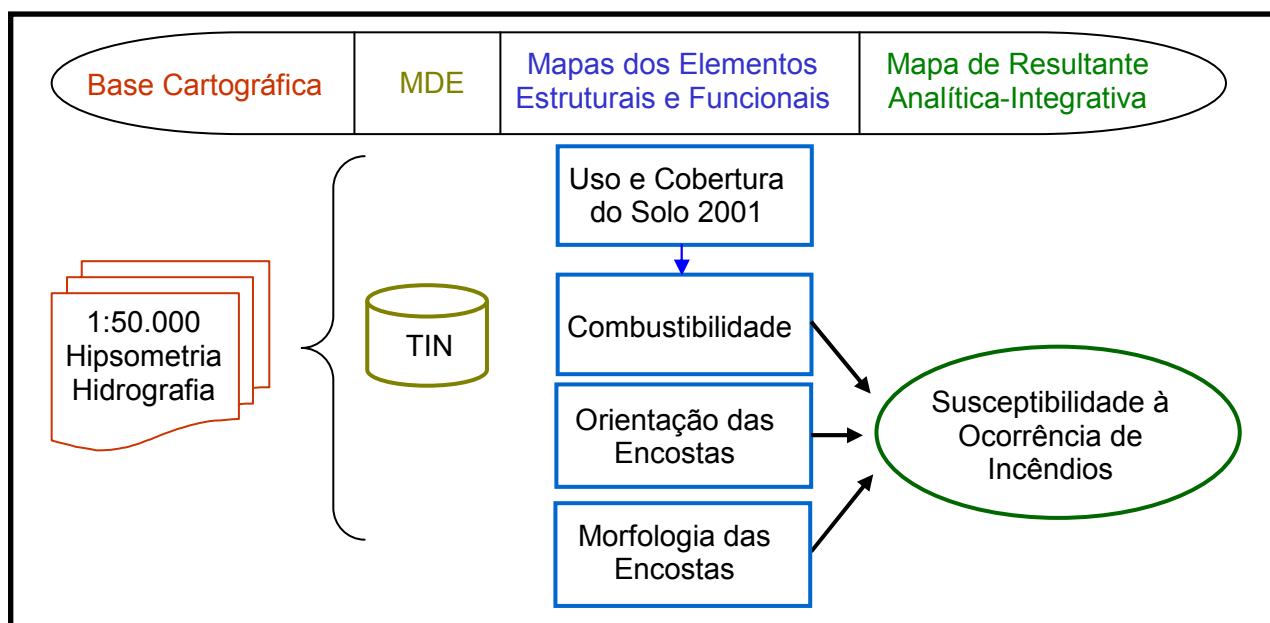 Base Cartográfica
MDE
Mapas dos Elementos
Estruturais e Funcionais
Mapa de Resultante
Analítica-Integrativa
1:50.000
Hipsometria
Hidrografia
TIN
Uso e Cobertura
do Solo 2001
Combustibilidade
Orientação das
Encostas
Morfologia das
Encostas
Susceptibilidade à
Ocorrência de
Incêndios